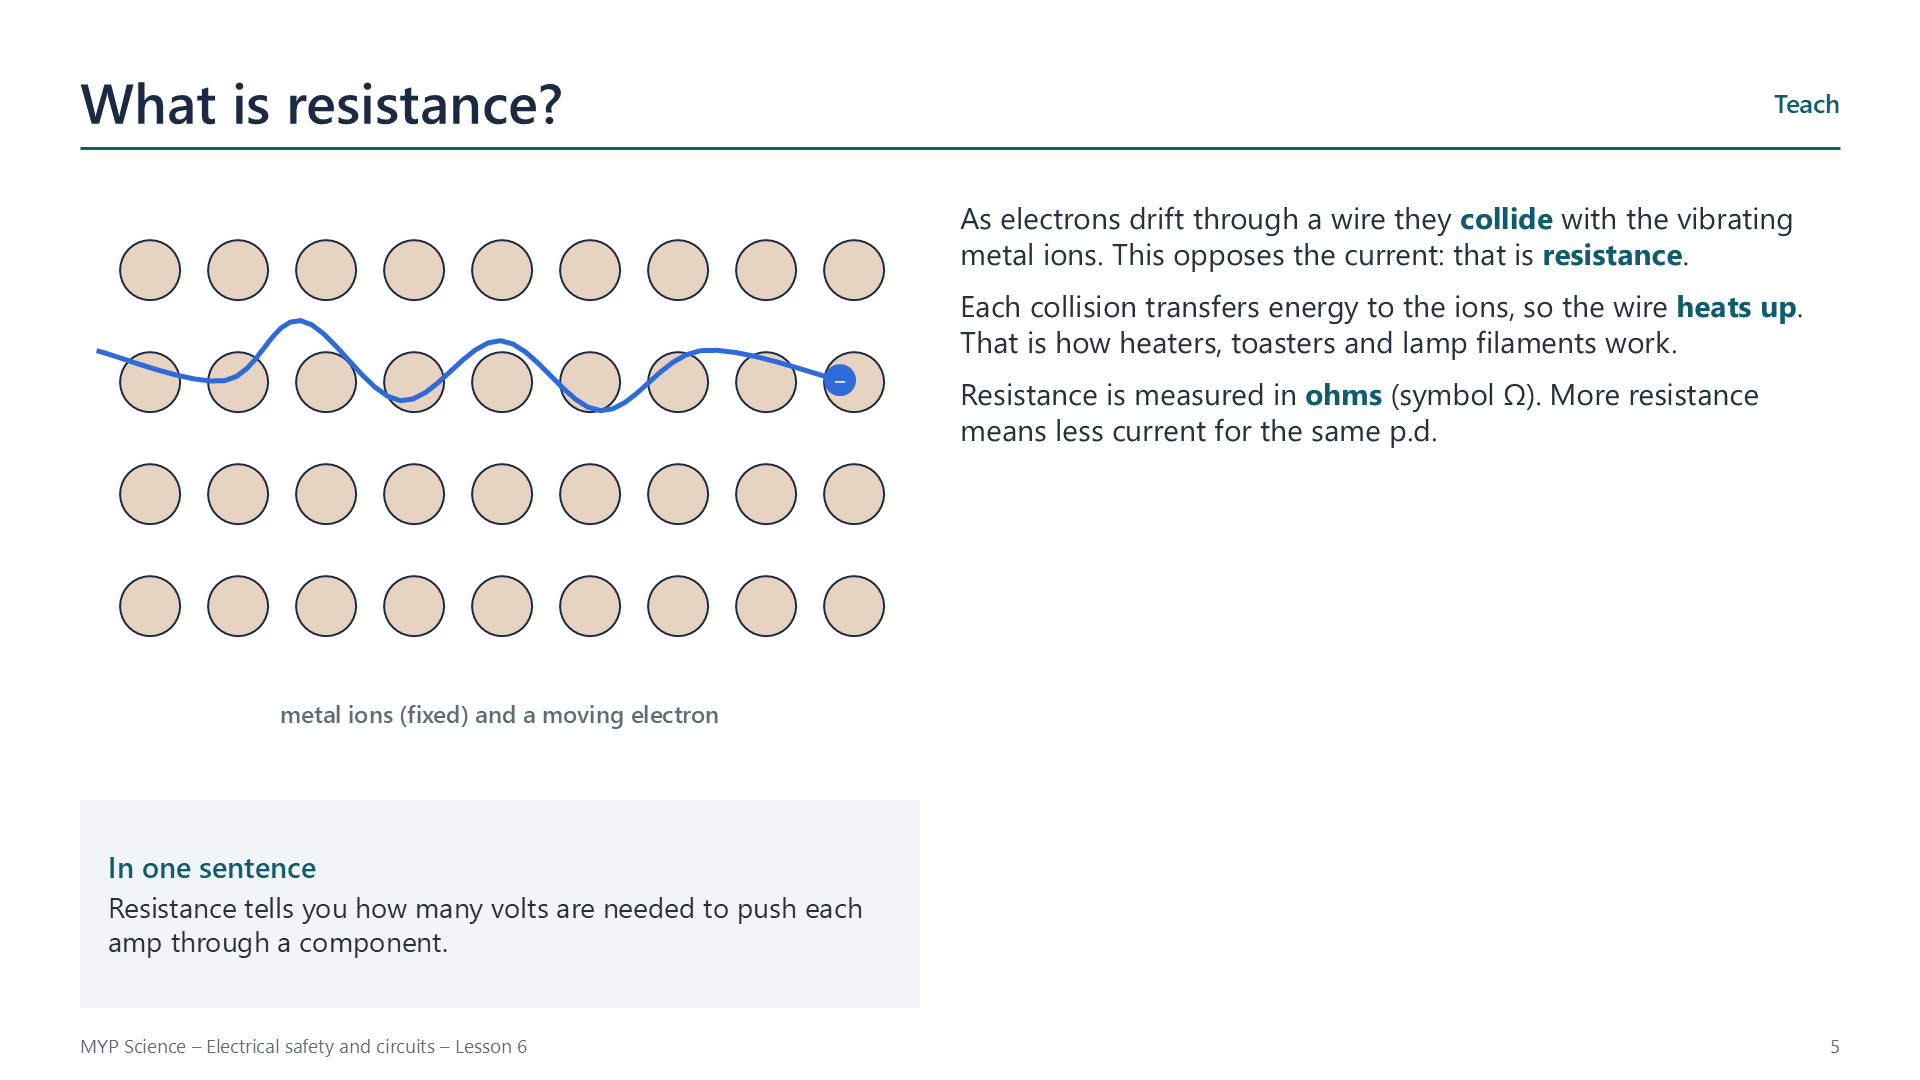 What is resistance?
Teach
As electrons drift through a wire they collide with the vibrating
metal ions. This opposes the current: that is resistance.
Each collision transfers energy to the ions, so the wire heats up.
That is how heaters, toasters and lamp filaments work.
Resistance is measured in ohms (symbol Ω). More resistance
means less current for the same p.d.
–
metal ions (fixed) and a moving electron
In one sentence
Resistance tells you how many volts are needed to push each
amp through a component.
MYP Science – Electrical safety and circuits – Lesson 6
5